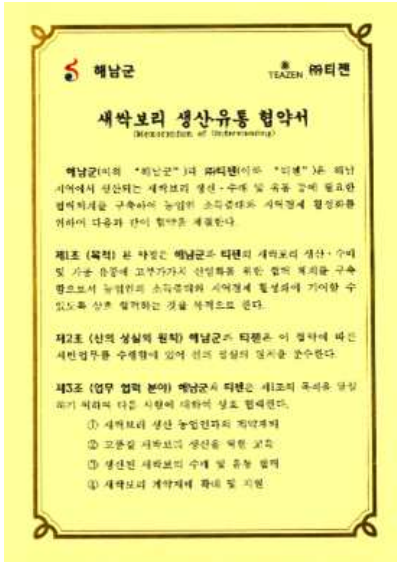 해남군
TEAZEN ㈜티젠
새싹보리 생산유통 협약서
(Memorandum of Understanding)
해남군(이하 "해남군")과 ㈜티젠(이하 "티젠")은 해남
지역에서 생산되는 새싹보리 생산·수매 및 유통 등에 필요한
협력체계를 구축하여 농업인 소득증대와 지역경제 활성화를
위하여 다음과 같이 협약을 체결한다.
제1조 (목적) 본 약정은 해남군과 티젠의 새싹보리 생산·수매
및 가공 유통에 고부가가치 산업화를 위한 협력 체계를 구축
함으로서 농업인의 소득증대와 지역경제 활성화에 기여할 수
있도록 상호 협력하는 것을 목적으로 한다.
제2조 (신의 성실의 원칙) 해남군과 티젠은 이 협약에 따른
제반업무를 수행함에 있어 신의 성실의 원칙을 준수한다.
제3조 (업무 협력 분야) 해남군과 티젠은 제1조의 목적을 달성
하기 위하여 다음 사항에 대하여 상호 협력한다.
① 새싹보리 생산 농업인과의 계약재배
② 고품질 새싹보리 생산을 위한 교육
③ 생산된 새싹보리 수매 및 유통 협력
④ 새싹보리 계약재배 확대 및 지원